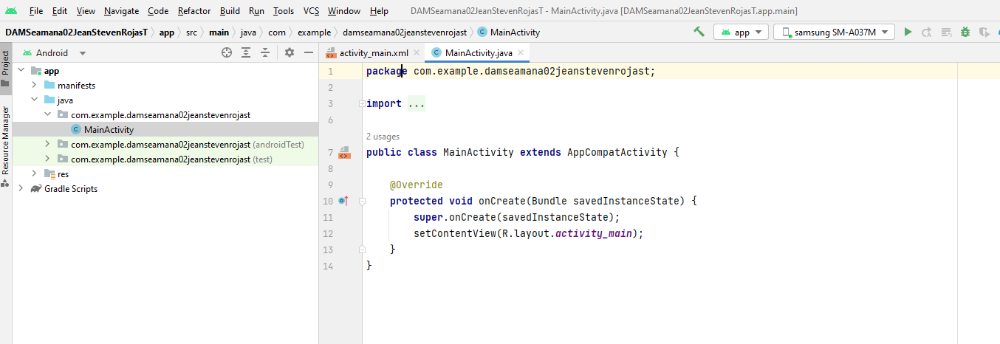 File Edit View Navigate Code Refactor Build Run Tools VCS Window Help DAMSeamana02JeanStevenRojasT - MainActivity.java [DAMSeamana02JeanStevenRojasT.app.main]
DAMSeamana02JeanStevenRojasT app src main java com example damseamana02jeanstevenrojast MainActivity app samsung SM-A037M
Project
Resource Manager
Android
app
manifests
java
com.example.damseamana02jeanstevenrojast
MainActivity
com.example.damseamana02jeanstevenrojast (androidTest)
com.example.damseamana02jeanstevenrojast (test)
res
Gradle Scripts
activity_main.xml MainActivity.java
1 package com.example.damseamana02jeanstevenrojast;
2
3 import ...
6
2 usages
7 public class MainActivity extends AppCompatActivity {
8
9 @Override
10 protected void onCreate(Bundle savedInstanceState) {
11 super.onCreate(savedInstanceState);
12 setContentView(R.layout.activity_main);
13 }
14 }